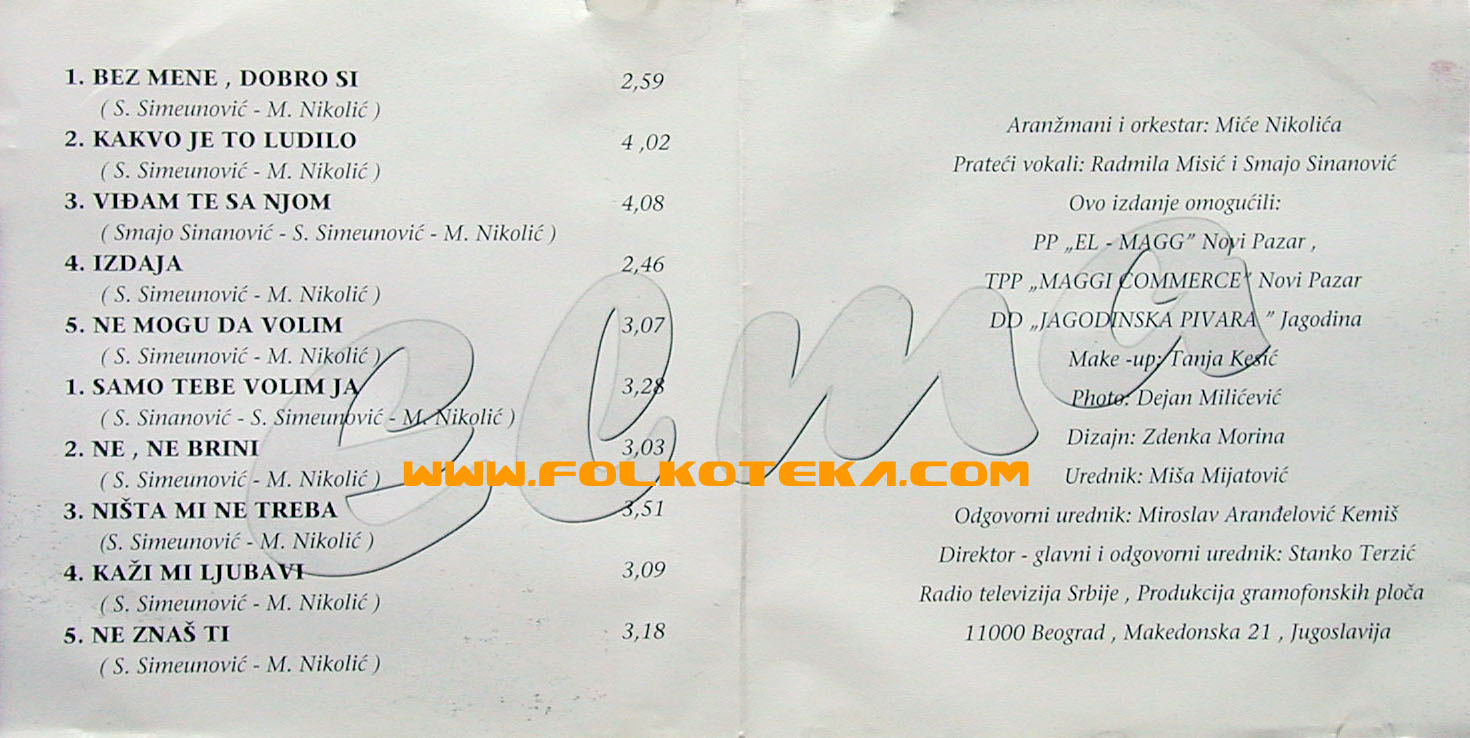 1. BEZ MENE , DOBRO SI 2,59
( S. Simeunović - M. Nikolić )
2. KAKVO JE TO LUDILO 4 ,02
( S. Simeunović - M. Nikolić )
3. VIĐAM TE SA NJOM 4,08
( Smajo Sinanović - S. Simeunović - M. Nikolić )
4. IZDAJA 2,46
( S. Simeunović - M. Nikolić )
5. NE MOGU DA VOLIM 3,07
( S. Simeunović - M. Nikolić )
1. SAMO TEBE VOLIM JA 3,28
( S. Sinanović - S. Simeunović - M. Nikolić )
2. NE , NE BRINI 3,03
( S. Simeunović - M. Nikolić )
3. NIŠTA MI NE TREBA 3,51
(S. Simeunović - M. Nikolić )
4. KAŽI MI LJUBAVI 3,09
( S. Simeunović - M. Nikolić )
5. NE ZNAŠ TI 3,18
( S. Simeunović - M. Nikolić )
Aranžmani i orkestar: Miće Nikolića
Prateći vokali: Radmila Misić i Smajo Sinanović
Ovo izdanje omogućili:
PP „EL - MAGG” Novi Pazar ,
TPP „MAGGI COMMERCE” Novi Pazar
DD „JAGODINSKA PIVARA ” Jagodina
Make -up: Tanja Kesić
Photo: Dejan Milićević
Dizajn: Zdenka Morina
Urednik: Miša Mijatović
Odgovorni urednik: Miroslav Aranđelović Kemiš
Direktor - glavni i odgovorni urednik: Stanko Terzić
Radio televizija Srbije , Produkcija gramofonskih ploča
11000 Beograd , Makedonska 21 , Jugoslavija
elma
WWW.FOLKOTEKA.COM